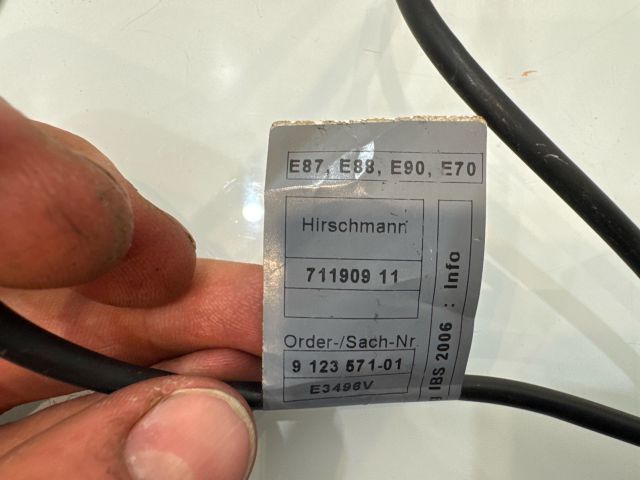 E87, E88, E90, E70
Hirschmann
711909 11
Order-/Sach-Nr.
9 123 571-01
E3496V
IBS 2006 : Info